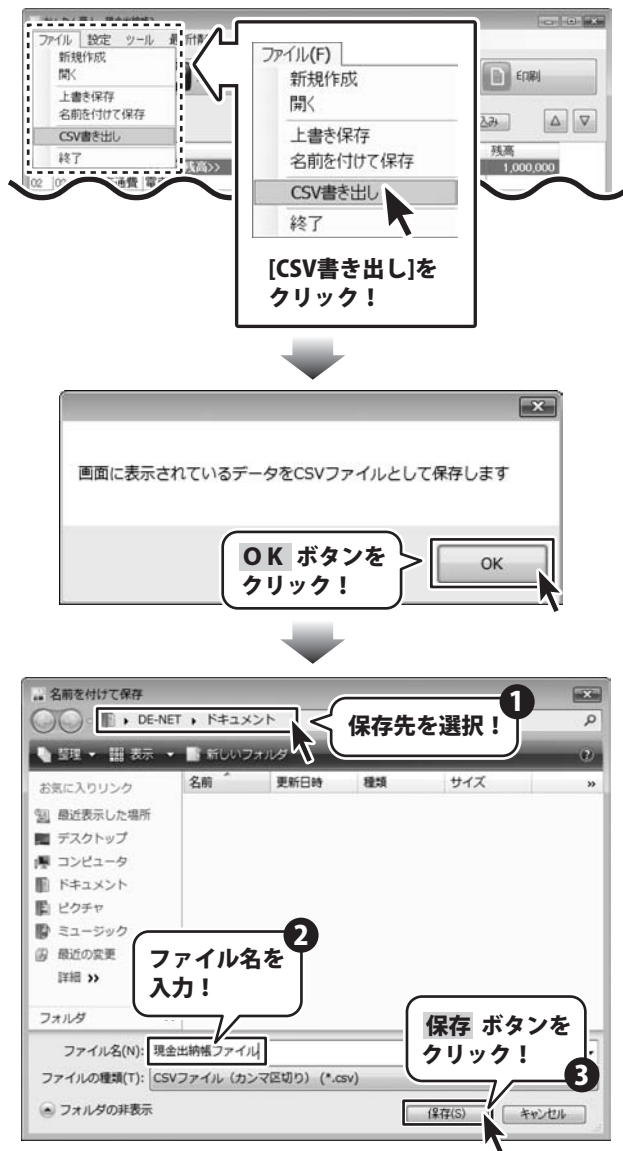 ファイル 設定 ツール
新規作成
開く
上書き保存
名前を付けて保存
CSV書き出し
終了
印刷
残高
1,000,000
ファイル(F)
新規作成
開く
上書き保存
名前を付けて保存
CSV書き出し
終了
[CSV書き出し]を
クリック！
画面に表示されているデータをCSVファイルとして保存します
OK ボタンを
クリック！
OK
名前を付けて保存
DE-NET ドキュメント
1
保存先を選択！
整理 表示 新しいフォルダ
お気に入りリンク
名前 更新日時 種類 サイズ »
最近表示した場所
デスクトップ
コンピュータ
ドキュメント
ピクチャ
ミュージック
最近の変更
詳細 »
2
ファイル名を
入力！
フォルダ
保存 ボタンを
クリック！
3
ファイル名(N): 現金出納帳ファイル
ファイルの種類(T): CSVファイル（カンマ区切り） (*.csv)
フォルダの非表示
保存(S) キャンセル